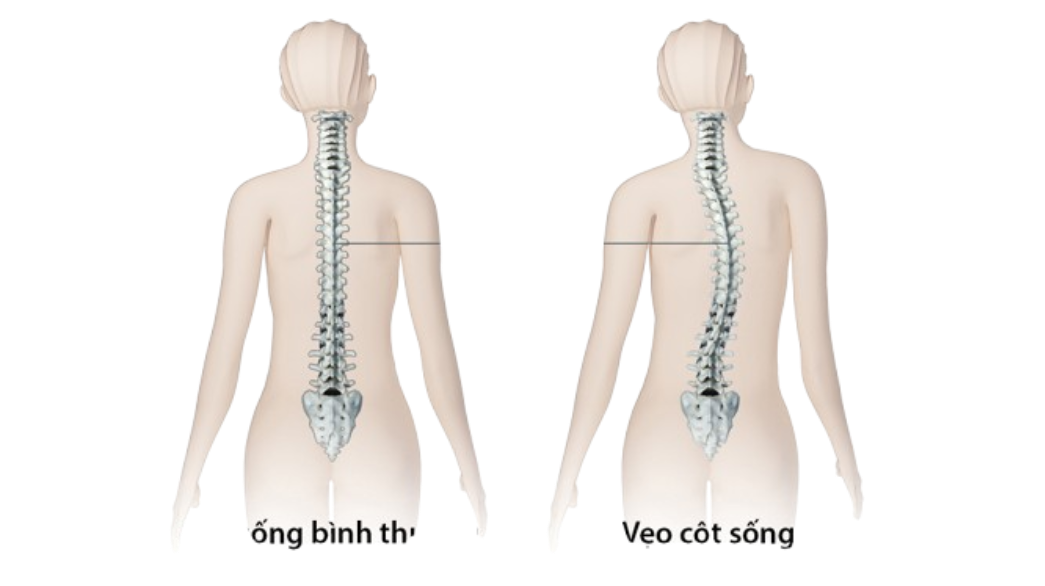 ống bình thư
Vẹo côt sống